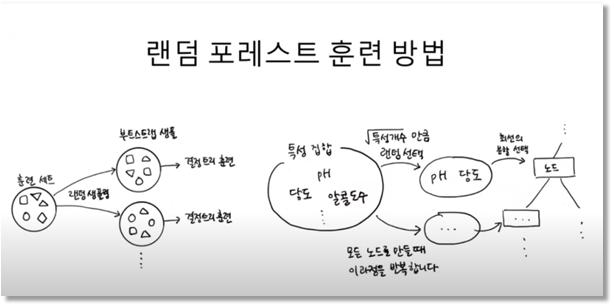 랜덤 포레스트 훈련 방법
훈련 세트
랜덤 샘플링
부트스트랩 샘플
결정트리 훈련
결정트리 훈련
특성 집합
pH
당도 알콜도수
√특성개수 만큼
랜덤 선택
pH 당도
최선의
분할 선택
노드
모든 노드를 만들 때
이 과정을 반복합니다